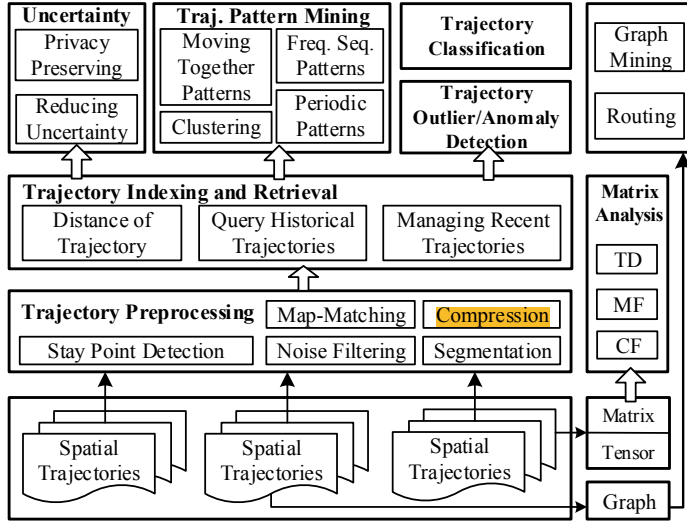 Uncertainty
Privacy
Preserving
Reducing
Uncertainty
Traj. Pattern Mining
Moving
Together
Patterns
Freq. Seq.
Patterns
Clustering
Periodic
Patterns
Trajectory
Classification
Trajectory
Outlier/Anomaly
Detection
Graph
Mining
Routing
Trajectory Indexing and Retrieval
Distance of
Trajectory
Query Historical
Trajectories
Managing Recent
Trajectories
Matrix
Analysis
TD
MF
CF
Trajectory Preprocessing
Map-Matching
Compression
Stay Point Detection
Noise Filtering
Segmentation
Spatial
Trajectories
Spatial
Trajectories
Spatial
Trajectories
Matrix
Tensor
Graph